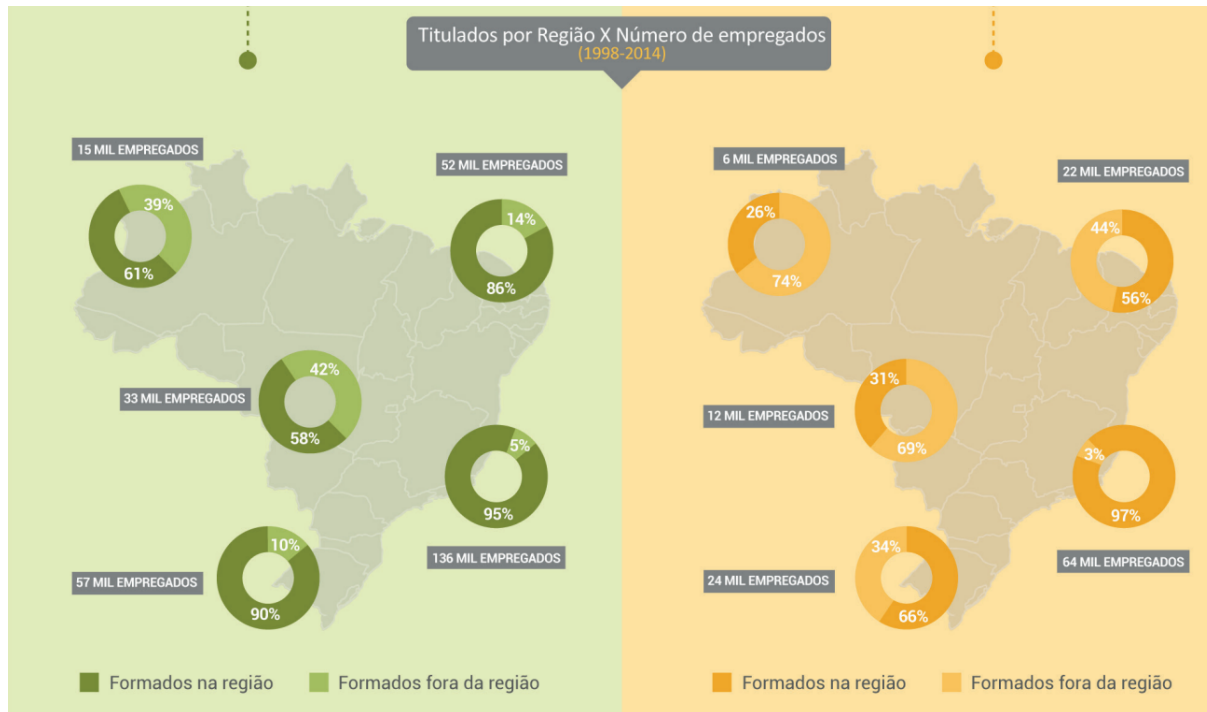 Titulados por Região X Número de empregados
(1998-2014)
15 MIL EMPREGADOS
39%
61%
52 MIL EMPREGADOS
14%
86%
33 MIL EMPREGADOS
42%
58%
5%
95%
136 MIL EMPREGADOS
57 MIL EMPREGADOS
10%
90%
Formados na região
Formados fora da região
6 MIL EMPREGADOS
26%
74%
22 MIL EMPREGADOS
44%
56%
12 MIL EMPREGADOS
31%
69%
3%
97%
64 MIL EMPREGADOS
24 MIL EMPREGADOS
34%
66%
Formados na região
Formados fora da região